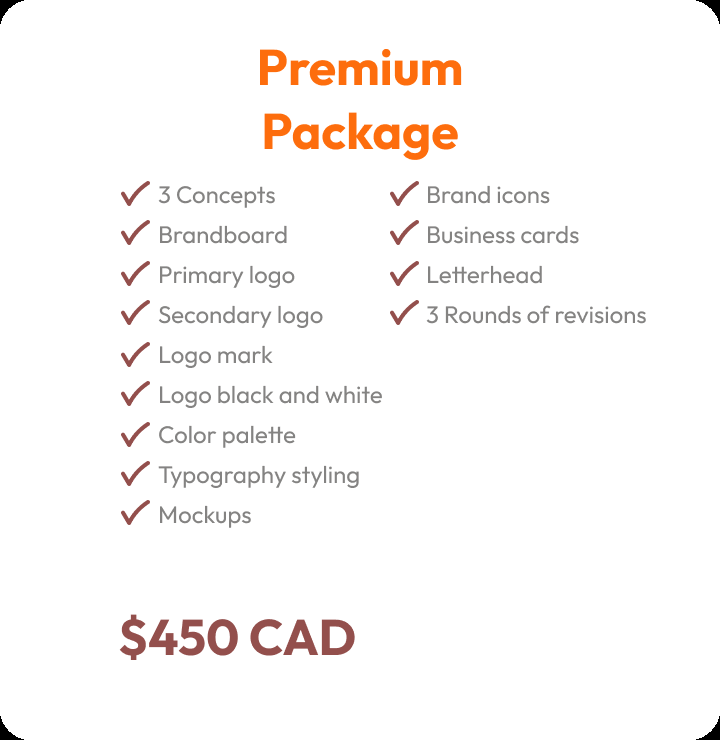 Premium
Package
3 Concepts
Brandboard
Primary logo
Secondary logo
Logo mark
Logo black and white
Color palette
Typography styling
Mockups
Brand icons
Business cards
Letterhead
3 Rounds of revisions
$450 CAD